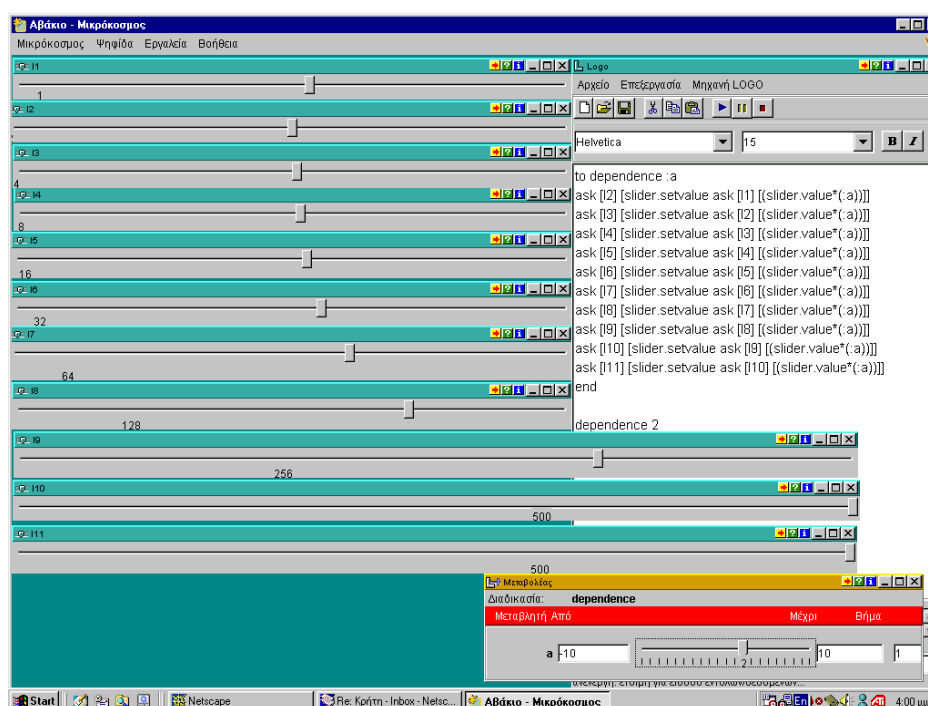 Αβάκιο - Μικρόκοσμος
Μικρόκοσμος Ψηφίδα Εργαλεία Βοήθεια
l1
1
l2
l3
4
l4
8
l5
16
l6
32
l7
64
l8
128
l9
256
l10
500
l11
500
Logo
Αρχείο Επεξεργασία Μηχανή LOGO
Helvetica 15 B I
to dependence :a
ask [l2] [slider.setvalue ask [l1] [(slider.value*(:a))]]
ask [l3] [slider.setvalue ask [l2] [(slider.value*(:a))]]
ask [l4] [slider.setvalue ask [l3] [(slider.value*(:a))]]
ask [l5] [slider.setvalue ask [l4] [(slider.value*(:a))]]
ask [l6] [slider.setvalue ask [l5] [(slider.value*(:a))]]
ask [l7] [slider.setvalue ask [l6] [(slider.value*(:a))]]
ask [l8] [slider.setvalue ask [l7] [(slider.value*(:a))]]
ask [l9] [slider.setvalue ask [l8] [(slider.value*(:a))]]
ask [l10] [slider.setvalue ask [l9] [(slider.value*(:a))]]
ask [l11] [slider.setvalue ask [l10] [(slider.value*(:a))]]
end
dependence 2
Μεταβολέας
Διαδικασία: dependence
Μεταβλητή Από Μέχρι Βήμα
a -10 2 10 1
Start Netscape Re: Κρήτη - Inbox - Netsc... Αβάκιο - Μικρόκοσμος En 4:00 μμ